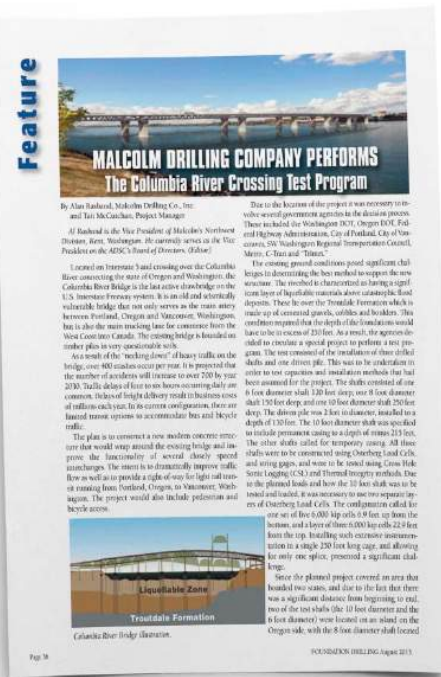 Feature
MALCOLM DRILLING COMPANY PERFORMS
The Columbia River Crossing Test Program
By Alan Rasband, Malcolm Drilling Co., Inc.
and Tait McCutchan, Project Manager
Al Rasband is the Vice President of Malcolm's Northwest
Division, Kent, Washington. He currently serves as the Vice
President on the ADSC's Board of Directors. (Editor)
Located on Interstate 5 and crossing over the Columbia
River connecting the state of Oregon and Washington, the
Columbia River Bridge is the last active drawbridge on the
U.S. Interstate Freeway system. It is an old and seismically
vulnerable bridge that not only serves as the main artery
between Portland, Oregon and Vancouver, Washington,
but is also the main trucking lane for commerce from the
West Coast into Canada. The existing bridge is founded on
timber piles in very questionable soils.
As a result of the "necking down" of heavy traffic on the
bridge, over 400 crashes occur per year. It is projected that
the number of accidents will increase to over 700 by year
2030. Traffic delays of four to six hours occurring daily are
common. Delays of freight delivery result in business costs
of millions each year. In its current configuration, there are
limited transit options to accommodate bus and bicycle
traffic.
The plan is to construct a new modern concrete struc-
ture that would wrap around the existing bridge and im-
prove the functionality of several closely spaced
interchanges. The intent is to dramatically improve traffic
flow as well as to provide a right-of-way for light rail tran-
sit running from Portland, Oregon, to Vancouver, Wash-
ington. The project would also include pedestrian and
bicycle access.
Liquefiable Zone
Troutdale Formation
Columbia River Bridge illustration.
Due to the location of the project it was necessary to in-
volve several government agencies in the decision process.
These included the Washington DOT, Oregon DOT, Fed-
eral Highway Administration, City of Portland, City of Van-
couver, SW Washington Regional Transportation Council,
Metro, C-Tran and "Trimet."
The existing ground conditions posed significant chal-
lenges to determining the best method to support the new
structure. The riverbed is characterized as having a signif-
icant layer of liquefiable materials above catastrophic flood
deposits. These lie over the Troutdale Formation which is
made up of cemented gravels, cobbles and boulders. This
condition required that the depth of the foundations would
have to be in excess of 250 feet. As a result, the agencies de-
cided to circulate a special project to perform a test pro-
gram. The test consisted of the installation of three drilled
shafts and one driven pile. This was to be undertaken in
order to test capacities and installation methods that had
been assumed for the project. The shafts consisted of one
6 foot diameter shaft 120 feet deep; one 8 foot diameter
shaft 150 feet deep; and one 10 foot diameter shaft 250 feet
deep. The driven pile was 2 feet in diameter, installed to a
depth of 130 feet. The 10 foot diameter shaft was specified
to include permanent casing to a depth of minus 215 feet.
The other shafts called for temporary casing. All three
shafts were to be constructed using Osterberg Load Cells,
and string gages, and were to be tested using Cross Hole
Sonic Logging (CSL) and Thermal Integrity methods. Due
to the planned loads and how the 10 foot shaft was to be
tested and loaded, it was necessary to use two separate lay-
ers of Osterberg Load Cells. The configuration called for
one set of five 6,000 kip cells 6.9 feet up from the
bottom, and a layer of three 6,000 kip cells 22.9 feet
from the top. Installing such extensive instrumen-
tation in a single 250 foot long cage, and allowing
for only one splice, presented a significant chal-
lenge.
Since the planned project covered an area that
bounded two states, and due to the fact that there
was a significant distance from beginning to end,
two of the test shafts (the 10 foot diameter and the
6 foot diameter) were located on an island on the
Oregon side, with the 8 foot diameter shaft located
FOUNDATION DRILLING August 2013